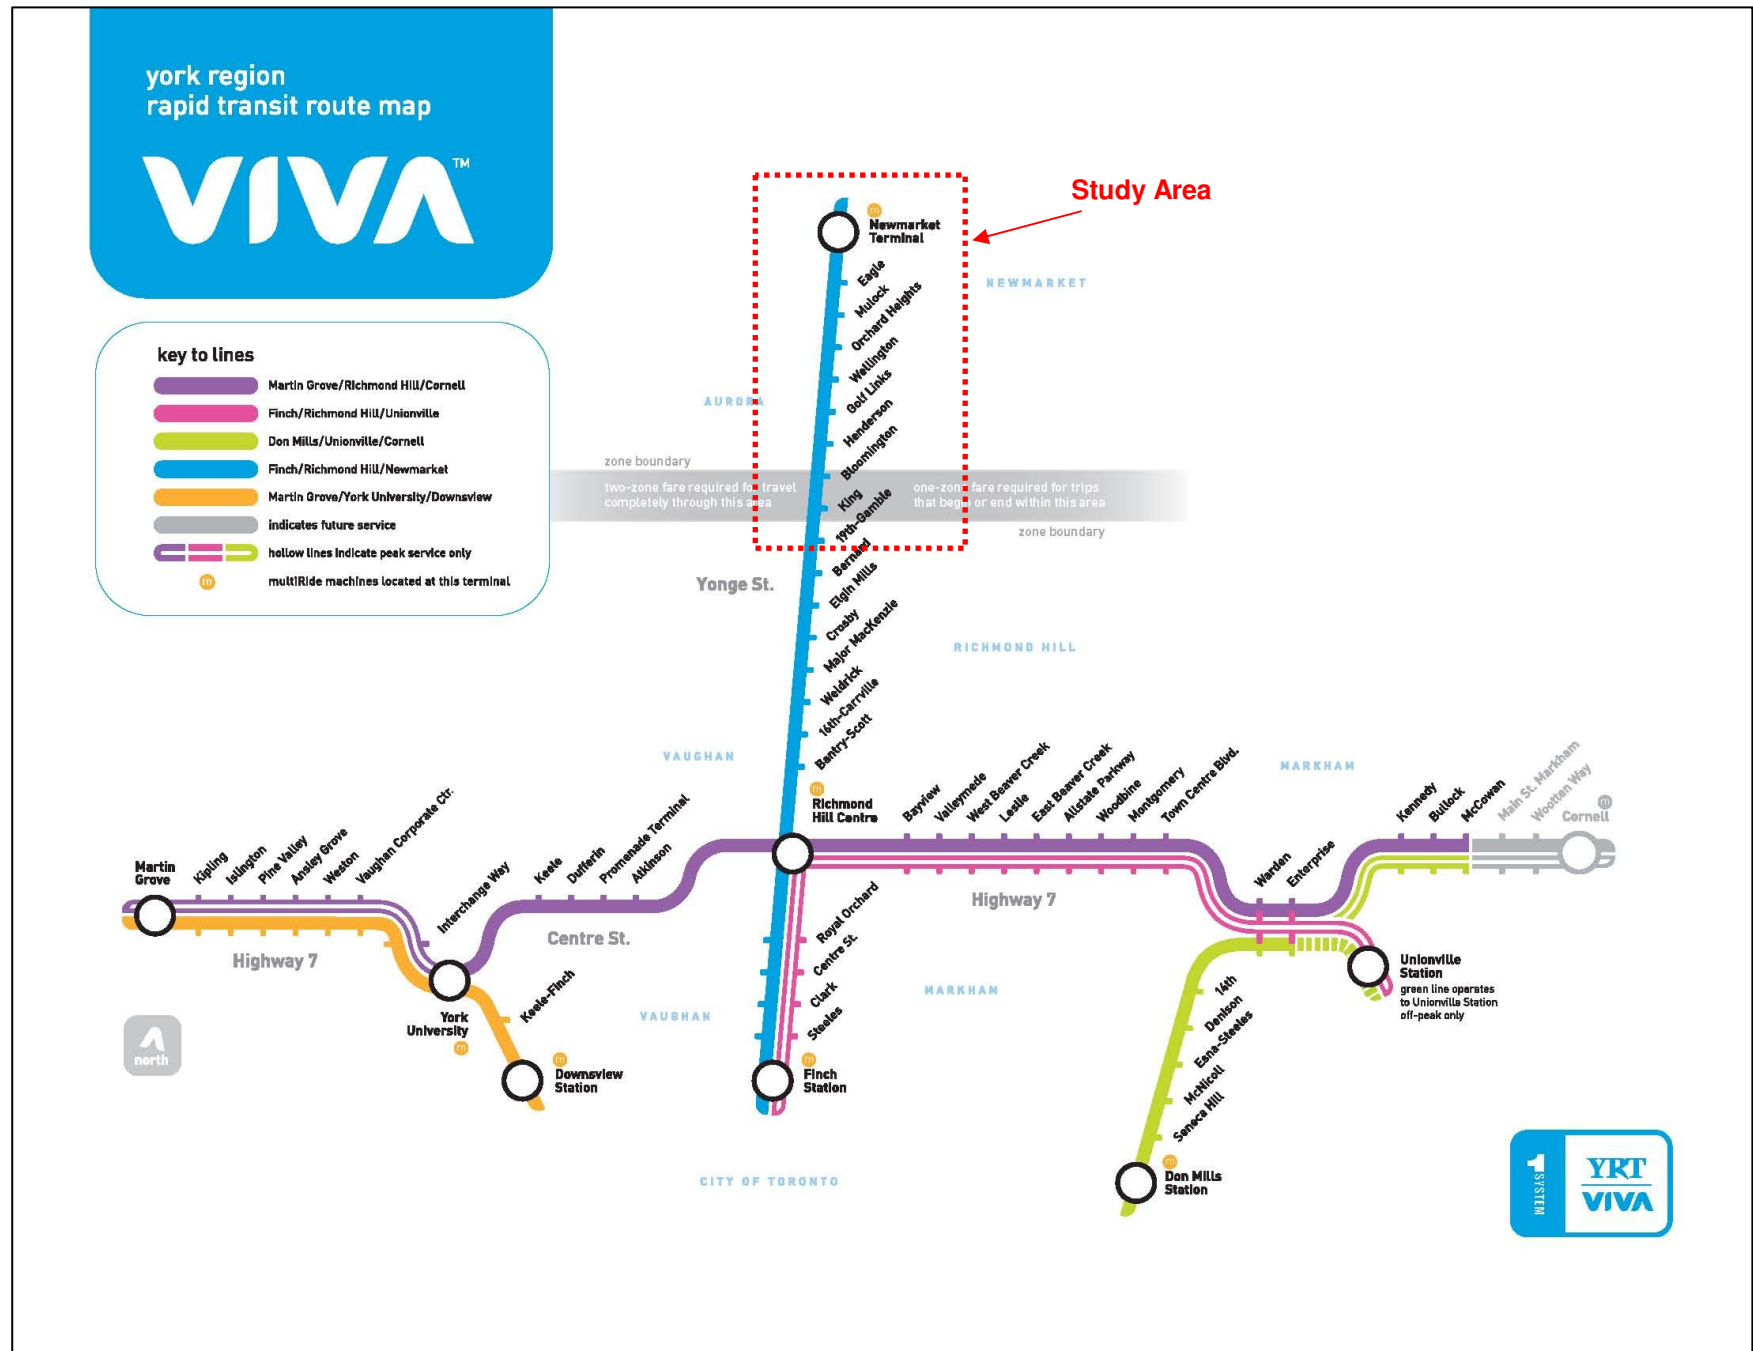 york region
rapid transit route map
VIVA™
key to lines
Martin Grove/Richmond Hill/Cornell
Finch/Richmond Hill/Unionville
Don Mills/Unionville/Cornell
Finch/Richmond Hill/Newmarket
Martin Grove/York University/Downsview
indicates future service
hollow lines indicate peak service only
m multiRide machines located at this terminal
Study Area
m
Newmarket
Terminal
NEWMARKET
Eagle
Mulock
Orchard Heights
Wellington
Golf Links
Henderson
Bloomington
King
19th-Gamble
Bernard
Elgin Mills
Crosby
Major MacKenzie
Weldrick
16th-Carrville
Bantry-Scott
AURORA
zone boundary
two-zone fare required for travel
completely through this area
one-zone fare required for trips
that begin or end within this area
zone boundary
Yonge St.
RICHMOND HILL
VAUGHAN
MARKHAM
m
Richmond
Hill Centre
Martin
Grove
Kipling
Islington
Pine Valley
Ansley Grove
Weston
Vaughan Corporate Ctr.
Interchange Way
Keele
Dufferin
Promenade Terminal
Atkinson
Bayview
Valleymede
West Beaver Creek
Leslie
East Beaver Creek
Allstate Parkway
Woodbine
Montgomery
Town Centre Blvd.
Warden
Enterprise
Kennedy
Bullock
McCowan
Main St. Markham
Wootten Way
m
Cornell
Highway 7
Centre St.
Highway 7
Royal Orchard
Centre St.
Clark
Steeles
m
Finch
Station
York
University
m
Keele-Finch
m
Downsview
Station
VAUGHAN
MARKHAM
Unionville
Station
green line operates
to Unionville Station
off-peak only
14th
Denison
Esna-Steeles
McNicoll
Seneca Hill
m
Don Mills
Station
north
CITY OF TORONTO
1 SYSTEM
YRT
VIVA